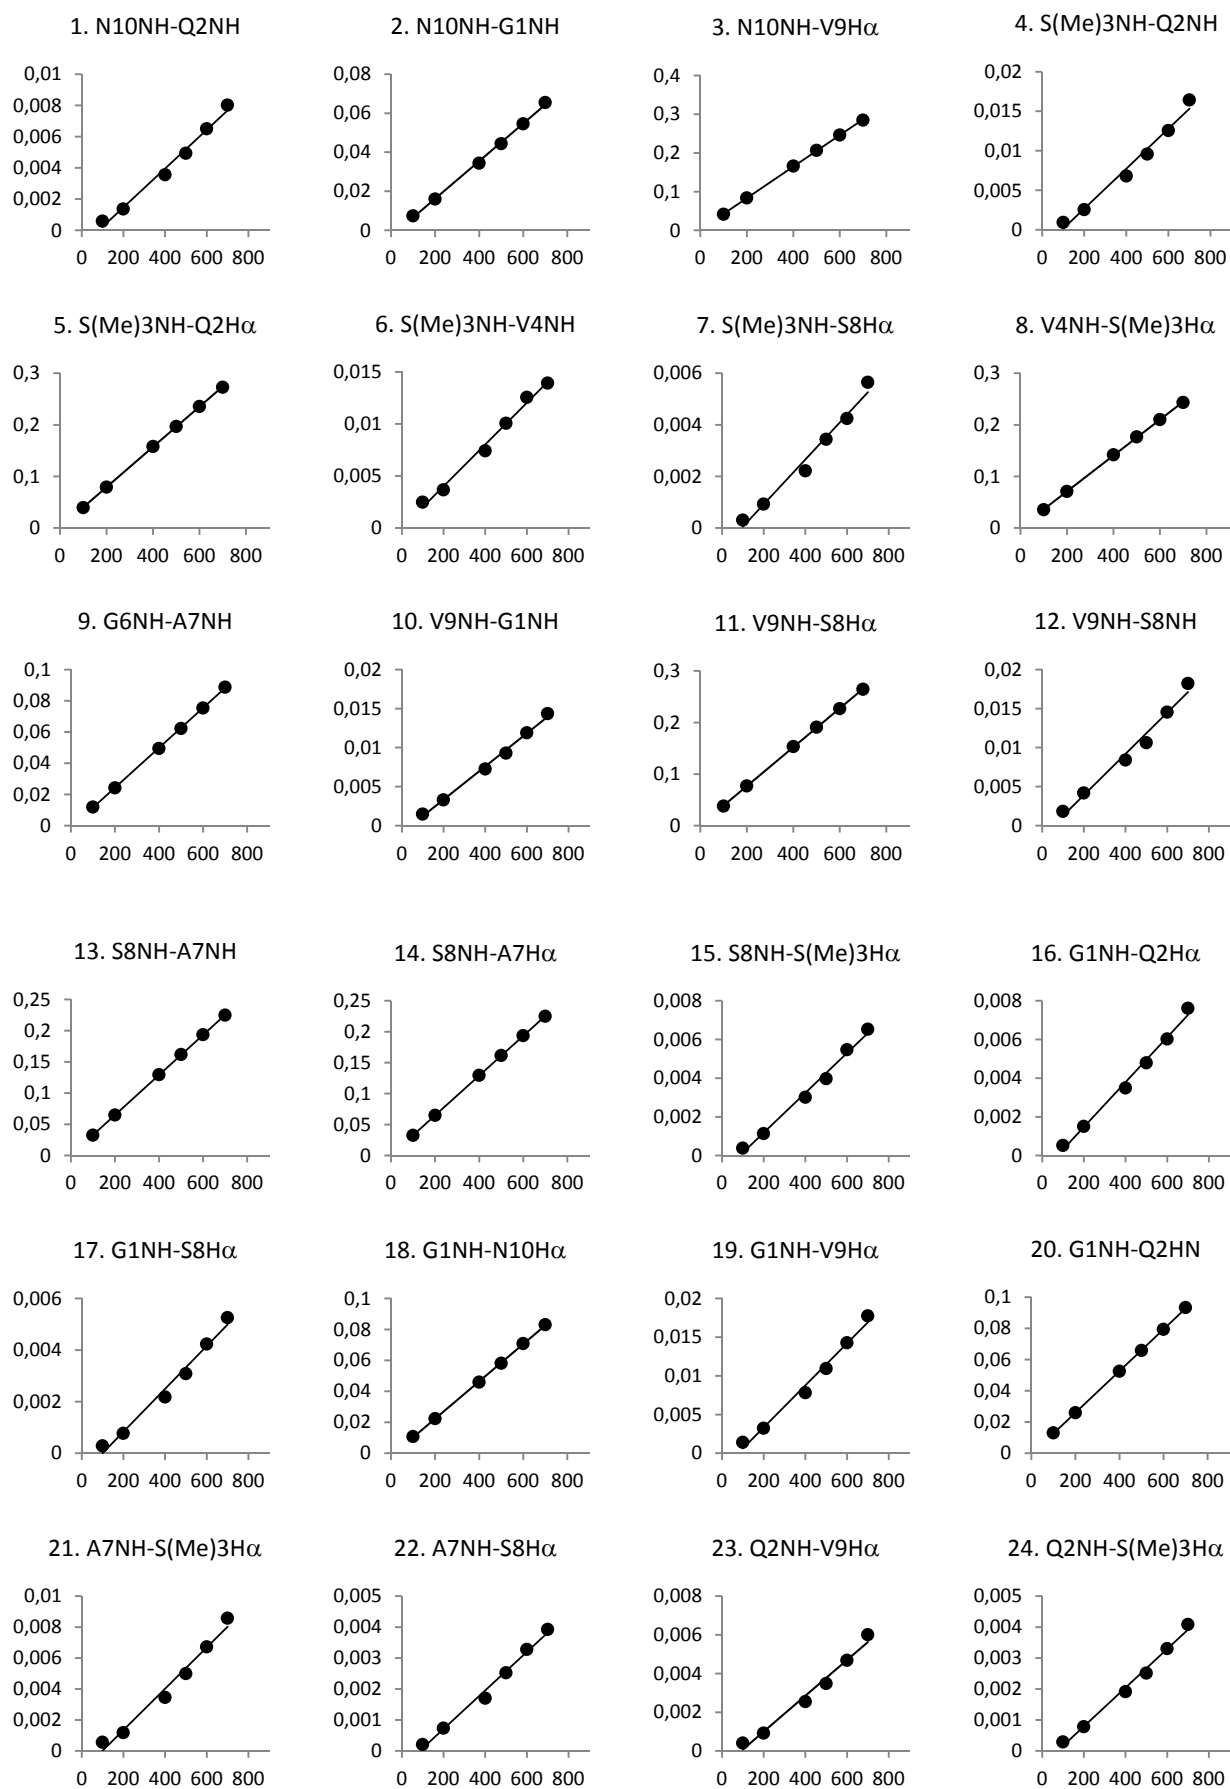 1. N10NH-Q2NH
0,01
0,008
0,006
0,004
0,002
0
0 200 400 600 800
2. N10NH-G1NH
0,08
0,06
0,04
0,02
0
0 200 400 600 800
3. N10NH-V9Hα
0,4
0,3
0,2
0,1
0
0 200 400 600 800
4. S(Me)3NH-Q2NH
0,02
0,015
0,01
0,005
0
0 200 400 600 800
5. S(Me)3NH-Q2Hα
0,3
0,2
0,1
0
0 200 400 600 800
6. S(Me)3NH-V4NH
0,015
0,01
0,005
0
0 200 400 600 800
7. S(Me)3NH-S8Hα
0,006
0,004
0,002
0
0 200 400 600 800
8. V4NH-S(Me)3Hα
0,3
0,2
0,1
0
0 200 400 600 800
9. G6NH-A7NH
0,1
0,08
0,06
0,04
0,02
0
0 200 400 600 800
10. V9NH-G1NH
0,02
0,015
0,01
0,005
0
0 200 400 600 800
11. V9NH-S8Hα
0,3
0,2
0,1
0
0 200 400 600 800
12. V9NH-S8NH
0,02
0,015
0,01
0,005
0
0 200 400 600 800
13. S8NH-A7NH
0,25
0,2
0,15
0,1
0,05
0
0 200 400 600 800
14. S8NH-A7Hα
0,25
0,2
0,15
0,1
0,05
0
0 200 400 600 800
15. S8NH-S(Me)3Hα
0,008
0,006
0,004
0,002
0
0 200 400 600 800
16. G1NH-Q2Hα
0,008
0,006
0,004
0,002
0
0 200 400 600 800
17. G1NH-S8Hα
0,006
0,004
0,002
0
0 200 400 600 800
18. G1NH-N10Hα
0,1
0,08
0,06
0,04
0,02
0
0 200 400 600 800
19. G1NH-V9Hα
0,02
0,015
0,01
0,005
0
0 200 400 600 800
20. G1NH-Q2HN
0,1
0,08
0,06
0,04
0,02
0
0 200 400 600 800
21. A7NH-S(Me)3Hα
0,01
0,008
0,006
0,004
0,002
0
0 200 400 600 800
22. A7NH-S8Hα
0,005
0,004
0,003
0,002
0,001
0
0 200 400 600 800
23. Q2NH-V9Hα
0,008
0,006
0,004
0,002
0
0 200 400 600 800
24. Q2NH-S(Me)3Hα
0,005
0,004
0,003
0,002
0,001
0
0 200 400 600 800